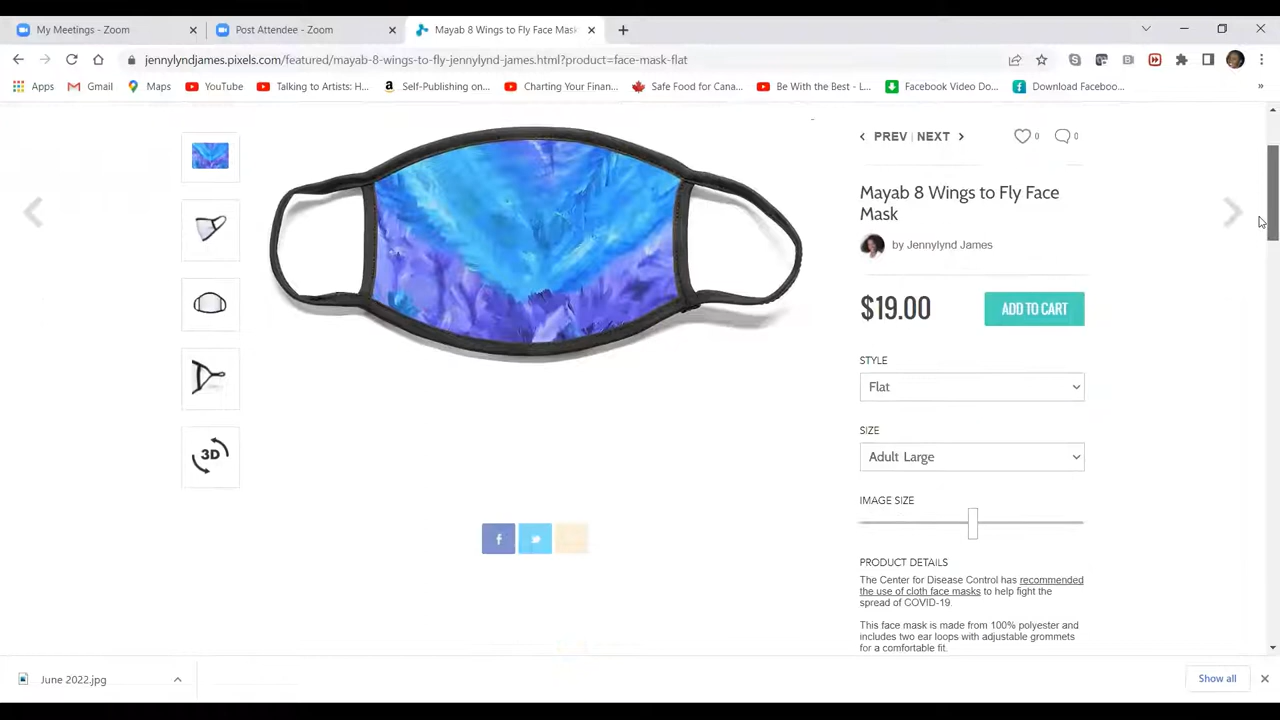 My Meetings - Zoom
Post Attendee - Zoom
Mayab 8 Wings to Fly Face Mask
jennylyndjames.pixels.com/featured/mayab-8-wings-to-fly-jennylynd-james.html?product=face-mask-flat
Apps
Gmail
Maps
YouTube
Talking to Artists: H...
Self-Publishing on...
Charting Your Finan...
Safe Food for Cana...
Be With the Best - L...
Facebook Video Do...
Download Faceboo...
»
PREV | NEXT
0
0
Mayab 8 Wings to Fly Face
Mask
by Jennylynd James
$19.00
ADD TO CART
STYLE
Flat
SIZE
Adult Large
IMAGE SIZE
3D
PRODUCT DETAILS
The Center for Disease Control has recommended
the use of cloth face masks to help fight the
spread of COVID-19.
This face mask is made from 100% polyester and
includes two ear loops with adjustable grommets
for a comfortable fit.
June 2022.jpg
Show all